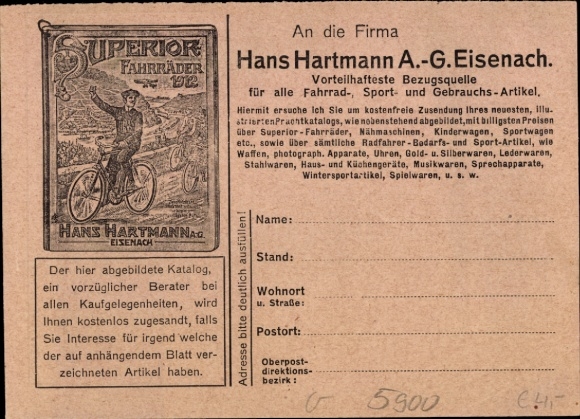 SUPERIOR
FAHRRÄDER
1912
HANS HARTMANN A.G.
EISENACH
Der hier abgebildete Katalog,
ein vorzüglicher Berater bei
allen Kaufgelegenheiten, wird
Ihnen kostenlos zugesandt, falls
Sie Interesse für irgend welche
der auf anhängendem Blatt ver-
zeichneten Artikel haben.
Adresse bitte deutlich ausfüllen!
An die Firma
Hans Hartmann A.-G. Eisenach.
Vorteilhafteste Bezugsquelle
für alle Fahrrad-, Sport- und Gebrauchs-Artikel.
Hiermit ersuche ich Sie um kostenfreie Zusendung Ihres neuesten, illu-
strierten Prachtkatalogs, wie nebenstehend abgebildet, mit billigsten Preisen
über Superior-Fahrräder, Nähmaschinen, Kinderwagen, Sportwagen
etc., sowie über sämtliche Radfahrer-Bedarfs- und Sport-Artikel, wie
Waffen, photograph. Apparate, Uhren, Gold- u. Silberwaren, Lederwaren,
Stahlwaren, Haus- und Küchengeräte, Musikwaren, Sprechapparate,
Wintersportartikel, Spielwaren, u. s. w.
Name:
Stand:
Wohnort
u. Straße:
Postort:
Oberpost-
direktions-
bezirk:
5900
€4,-